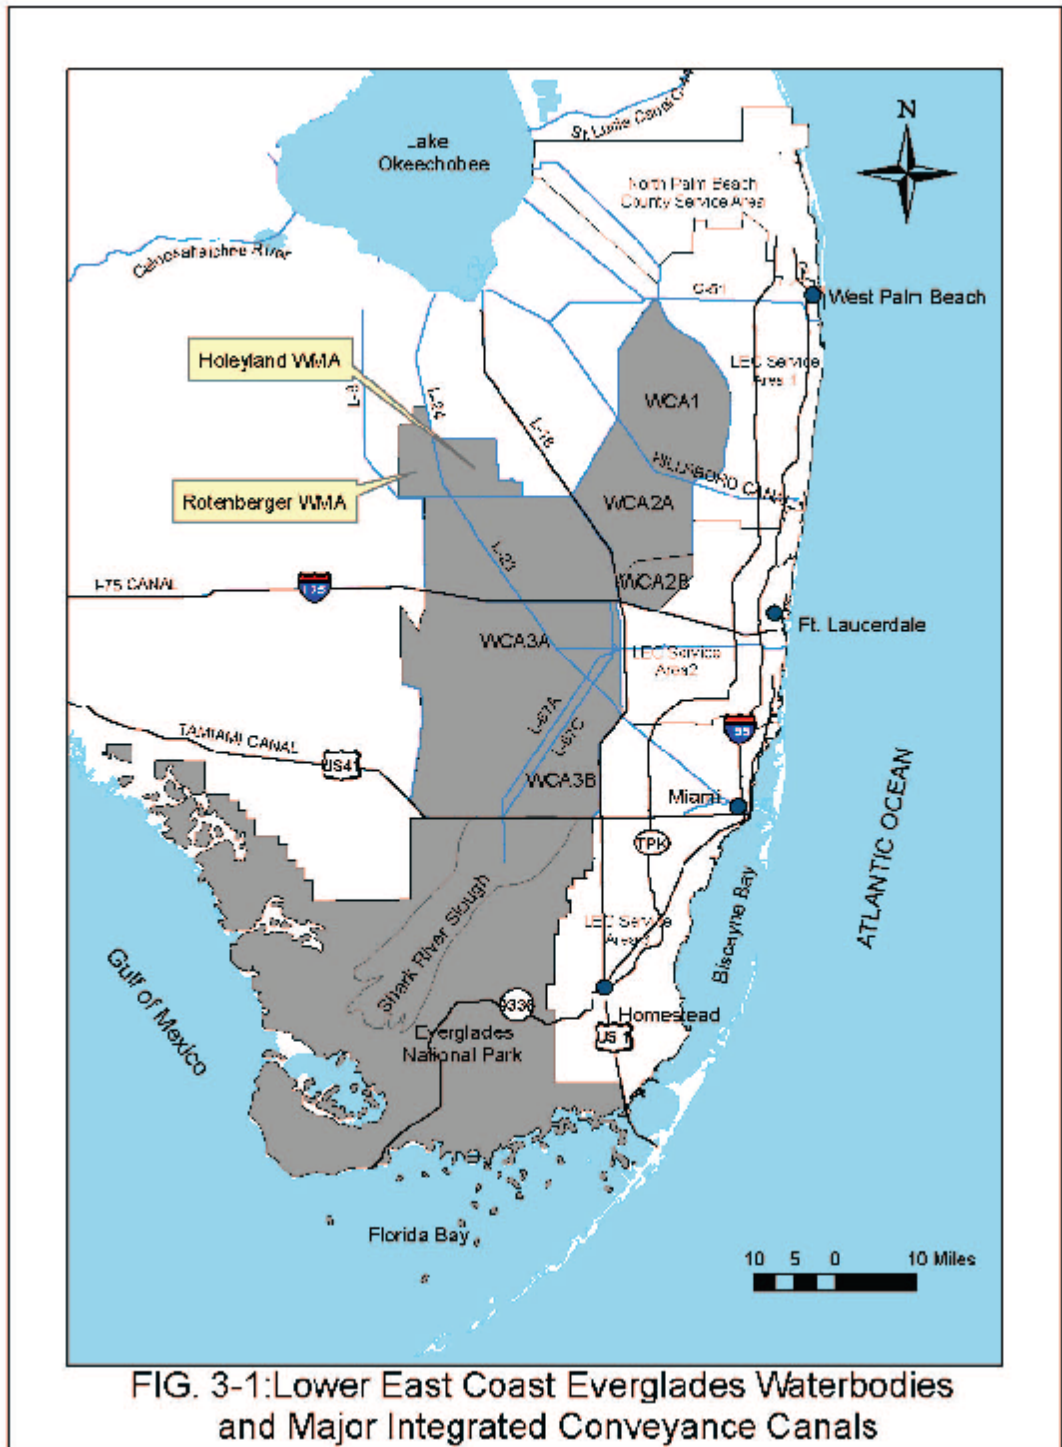 Lake
Okeechobee
St Lucie Canal
N
North Palm Beach
County Service Area
Caloosahatchee River
C-51
West Palm Beach
Holeyland WMA
L-24
L-18
LEC Service
Area 1
WCA1
HILLSBORO CANAL
Rotenberger WMA
WCA2A
L-23
WCA2B
I-75 CANAL
I-75
Ft. Laucerdale
WCA3A
LEC Service
Area2
L-67A
L-67C
TAMIAMI CANAL
US41
95
WCA3B
Miami
TPK
ATLANTIC OCEAN
Biscayne Bay
Shark River Slough
LEC Service
Gulf of Mexico
9336
Homestead
US 1
Everglades
National Park
Florida Bay
10 5 0 10 Miles
FIG. 3-1:Lower East Coast Everglades Waterbodies
and Major Integrated Conveyance Canals